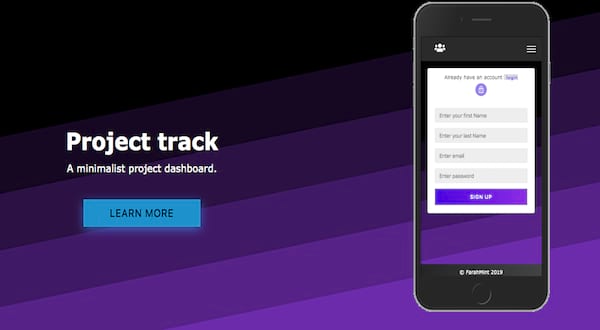 Project track
A minimalist project dashboard.
LEARN MORE
Already have an account login
Enter your first Name
Enter your last Name
Enter email
Enter password
SIGN UP
© FarahMint 2019